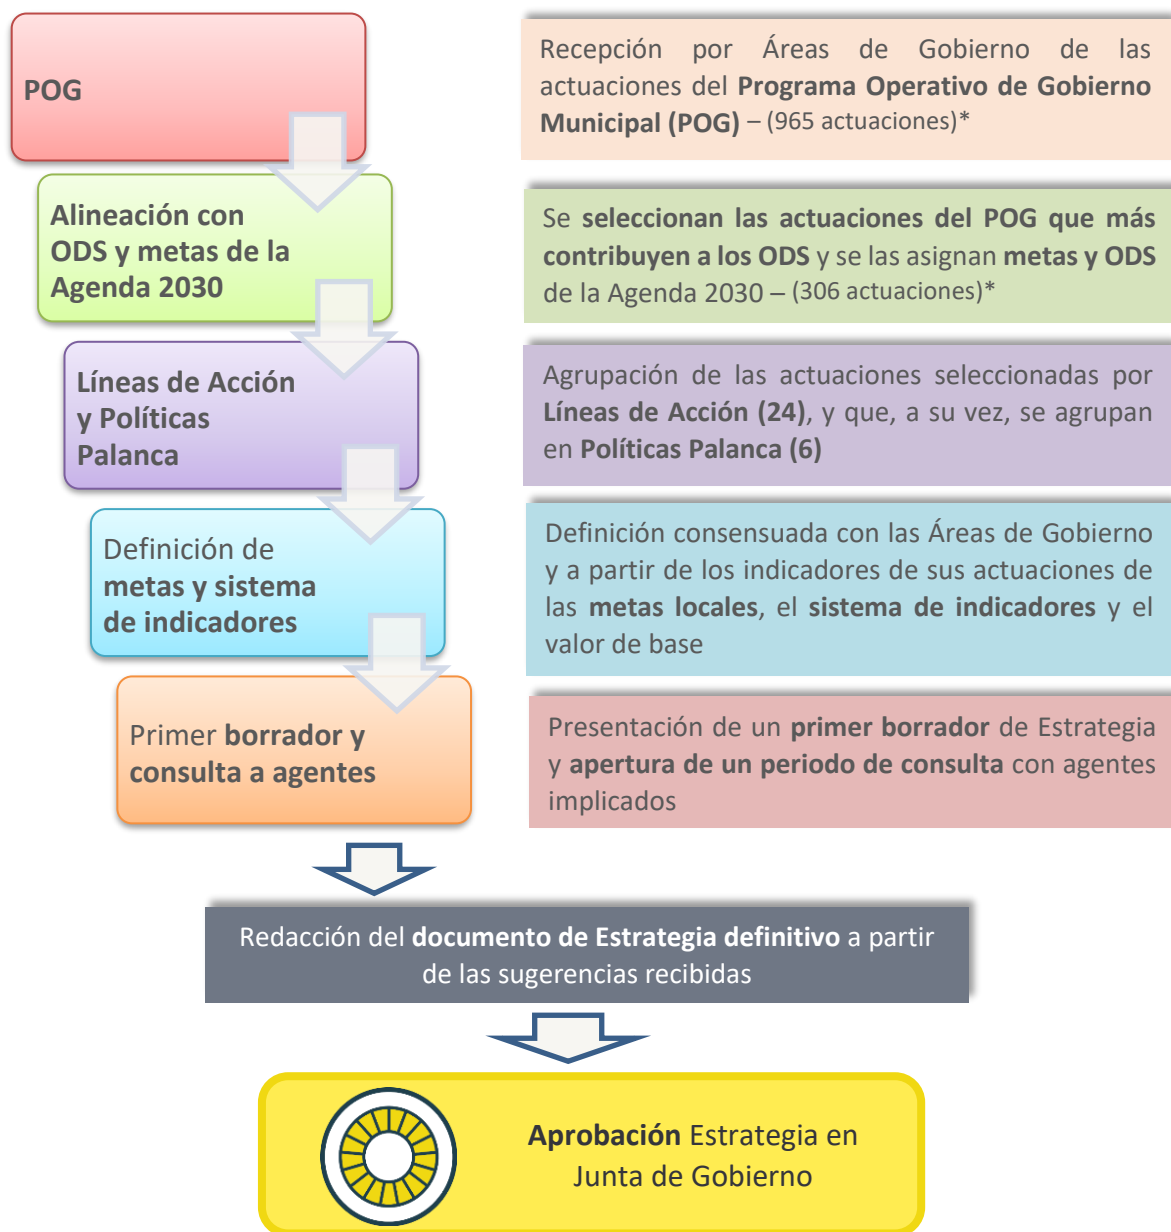 POG
Recepción por Áreas de Gobierno de las
actuaciones del Programa Operativo de Gobierno
Municipal (POG) – (965 actuaciones)*
Alineación con
ODS y metas de la
Agenda 2030
Se seleccionan las actuaciones del POG que más
contribuyen a los ODS y se las asignan metas y ODS
de la Agenda 2030 – (306 actuaciones)*
Líneas de Acción
y Políticas
Palanca
Agrupación de las actuaciones seleccionadas por
Líneas de Acción (24), y que, a su vez, se agrupan
en Políticas Palanca (6)
Definición de
metas y sistema
de indicadores
Definición consensuada con las Áreas de Gobierno
y a partir de los indicadores de sus actuaciones de
las metas locales, el sistema de indicadores y el
valor de base
Primer borrador y
consulta a agentes
Presentación de un primer borrador de Estrategia
y apertura de un periodo de consulta con agentes
implicados
Redacción del documento de Estrategia definitivo a partir
de las sugerencias recibidas
Aprobación Estrategia en
Junta de Gobierno